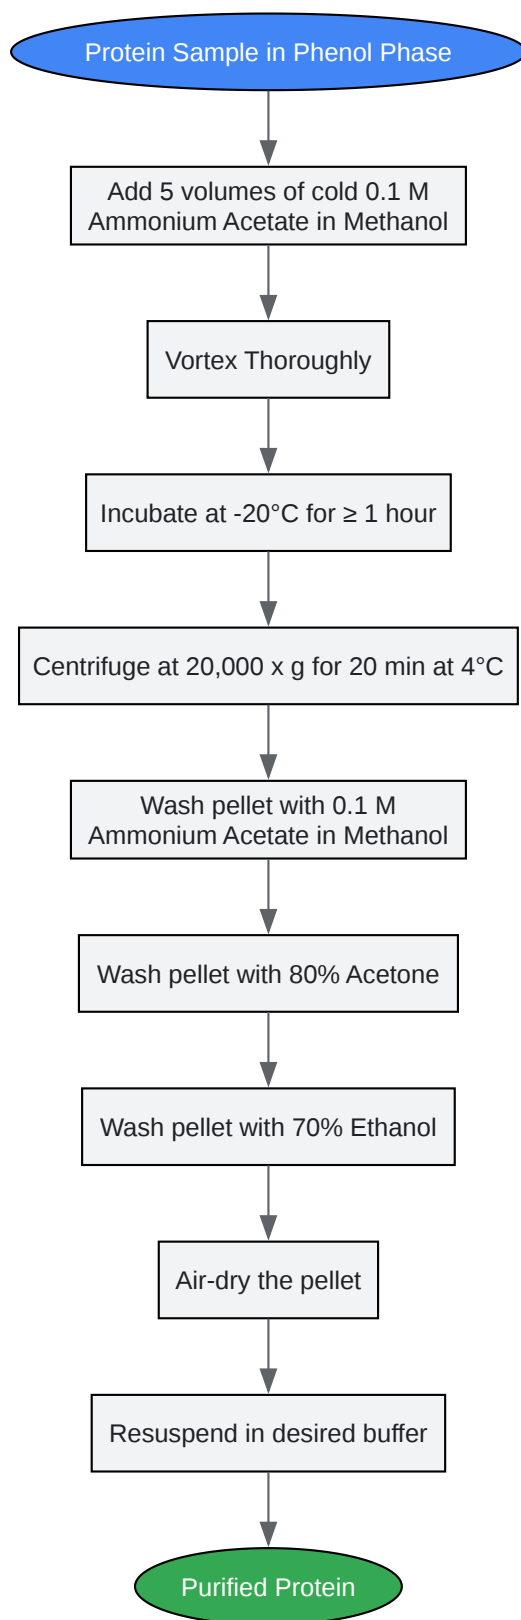 Protein Sample in Phenol Phase
Add 5 volumes of cold 0.1 M
Ammonium Acetate in Methanol
Vortex Thoroughly
Incubate at -20°C for ≥ 1 hour
Centrifuge at 20,000 x g for 20 min at 4°C
Wash pellet with 0.1 M
Ammonium Acetate in Methanol
Wash pellet with 80% Acetone
Wash pellet with 70% Ethanol
Air-dry the pellet
Resuspend in desired buffer
Purified Protein